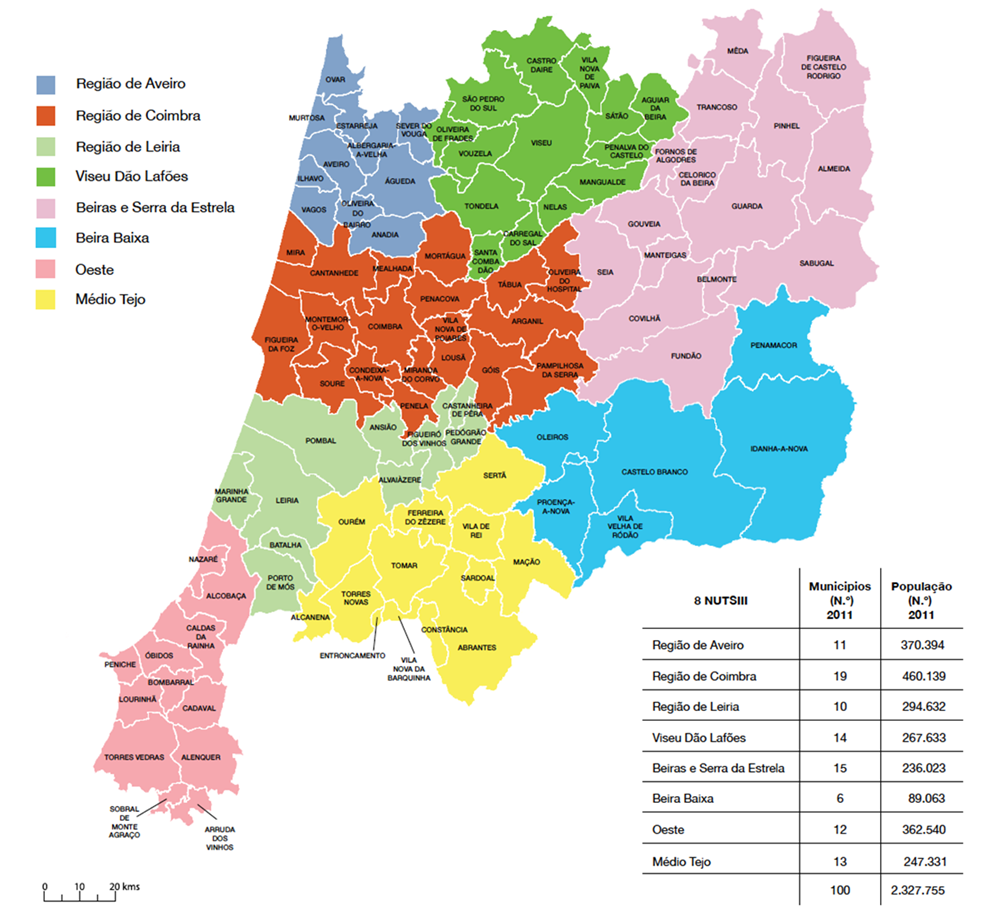 Região de Aveiro
Região de Coimbra
Região de Leiria
Viseu Dão Lafões
Beiras e Serra da Estrela
Beira Baixa
Oeste
Médio Tejo
OVAR
MURTOSA
ESTARREJA
SEVER DO
VOUGA
ALBERGARIA-
A-VELHA
AVEIRO
ILHAVO
ÁGUEDA
VAGOS
OLIVEIRA
DO
BAIRRO
ANADIA
CASTRO
DAIRE
VILA
NOVA
DE
PAIVA
SÃO PEDRO
DO SUL
AGUIAR
DA
BEIRA
SÁTÃO
OLIVEIRA
DE FRADES
VISEU
VOUZELA
PENALVA DO
CASTELO
MANGUALDE
TONDELA
NELAS
CARREGAL
DO SAL
SANTA
COMBA
DÃO
MÊDA
FIGUEIRA
DE CASTELO
RODRIGO
TRANCOSO
PINHEL
FORNOS DE
ALGODRES
CELORICO
DA BEIRA
ALMEIDA
GUARDA
GOUVEIA
MANTEIGAS
SABUGAL
SEIA
BELMONTE
COVILHÃ
FUNDÃO
MIRA
CANTANHEDE
MEALHADA
MORTÁGUA
PENACOVA
TÁBUA
OLIVEIRA
DO
HOSPITAL
MONTEMOR-
O-VELHO
COIMBRA
VILA
NOVA DE
POIARES
ARGANIL
FIGUEIRA
DA FOZ
LOUSÃ
SOURE
CONDEIXA-
A-NOVA
MIRANDA
DO CORVO
GÓIS
PAMPILHOSA
DA SERRA
PENELA
CASTANHEIRA
DE PÊRA
ANSIÃO
FIGUEIRÓ
DOS VINHOS
PEDÓGRÃO
GRANDE
POMBAL
ALVAIÁZERE
MARINHA
GRANDE
LEIRIA
BATALHA
PORTO
DE MÓS
PENAMACOR
OLEIROS
IDANHA-A-NOVA
CASTELO BRANCO
PROENÇA-
A-NOVA
VILA
VELHA DE
RÓDÃO
SERTÃ
OURÉM
FERREIRA
DO ZÊZERE
VILA DE
REI
MAÇÃO
TOMAR
SARDOAL
TORRES
NOVAS
ALCANENA
CONSTÂNCIA
ABRANTES
ENTRONCAMENTO
VILA
NOVA DA
BARQUINHA
NAZARÉ
ALCOBAÇA
CALDAS
DA
RAINHA
ÓBIDOS
PENICHE
BOMBARRAL
LOURINHÃ
CADAVAL
TORRES VEDRAS
ALENQUER
SOBRAL
DE
MONTE
AGRAÇO
ARRUDA
DOS
VINHOS
0 10 20 kms
8 NUTSIII Municípios (N.º) 2011 População (N.º) 2011
Região de Aveiro 11 370.394
Região de Coimbra 19 460.139
Região de Leiria 10 294.632
Viseu Dão Lafões 14 267.633
Beiras e Serra da Estrela 15 236.023
Beira Baixa 6 89.063
Oeste 12 362.540
Médio Tejo 13 247.331
100 2.327.755